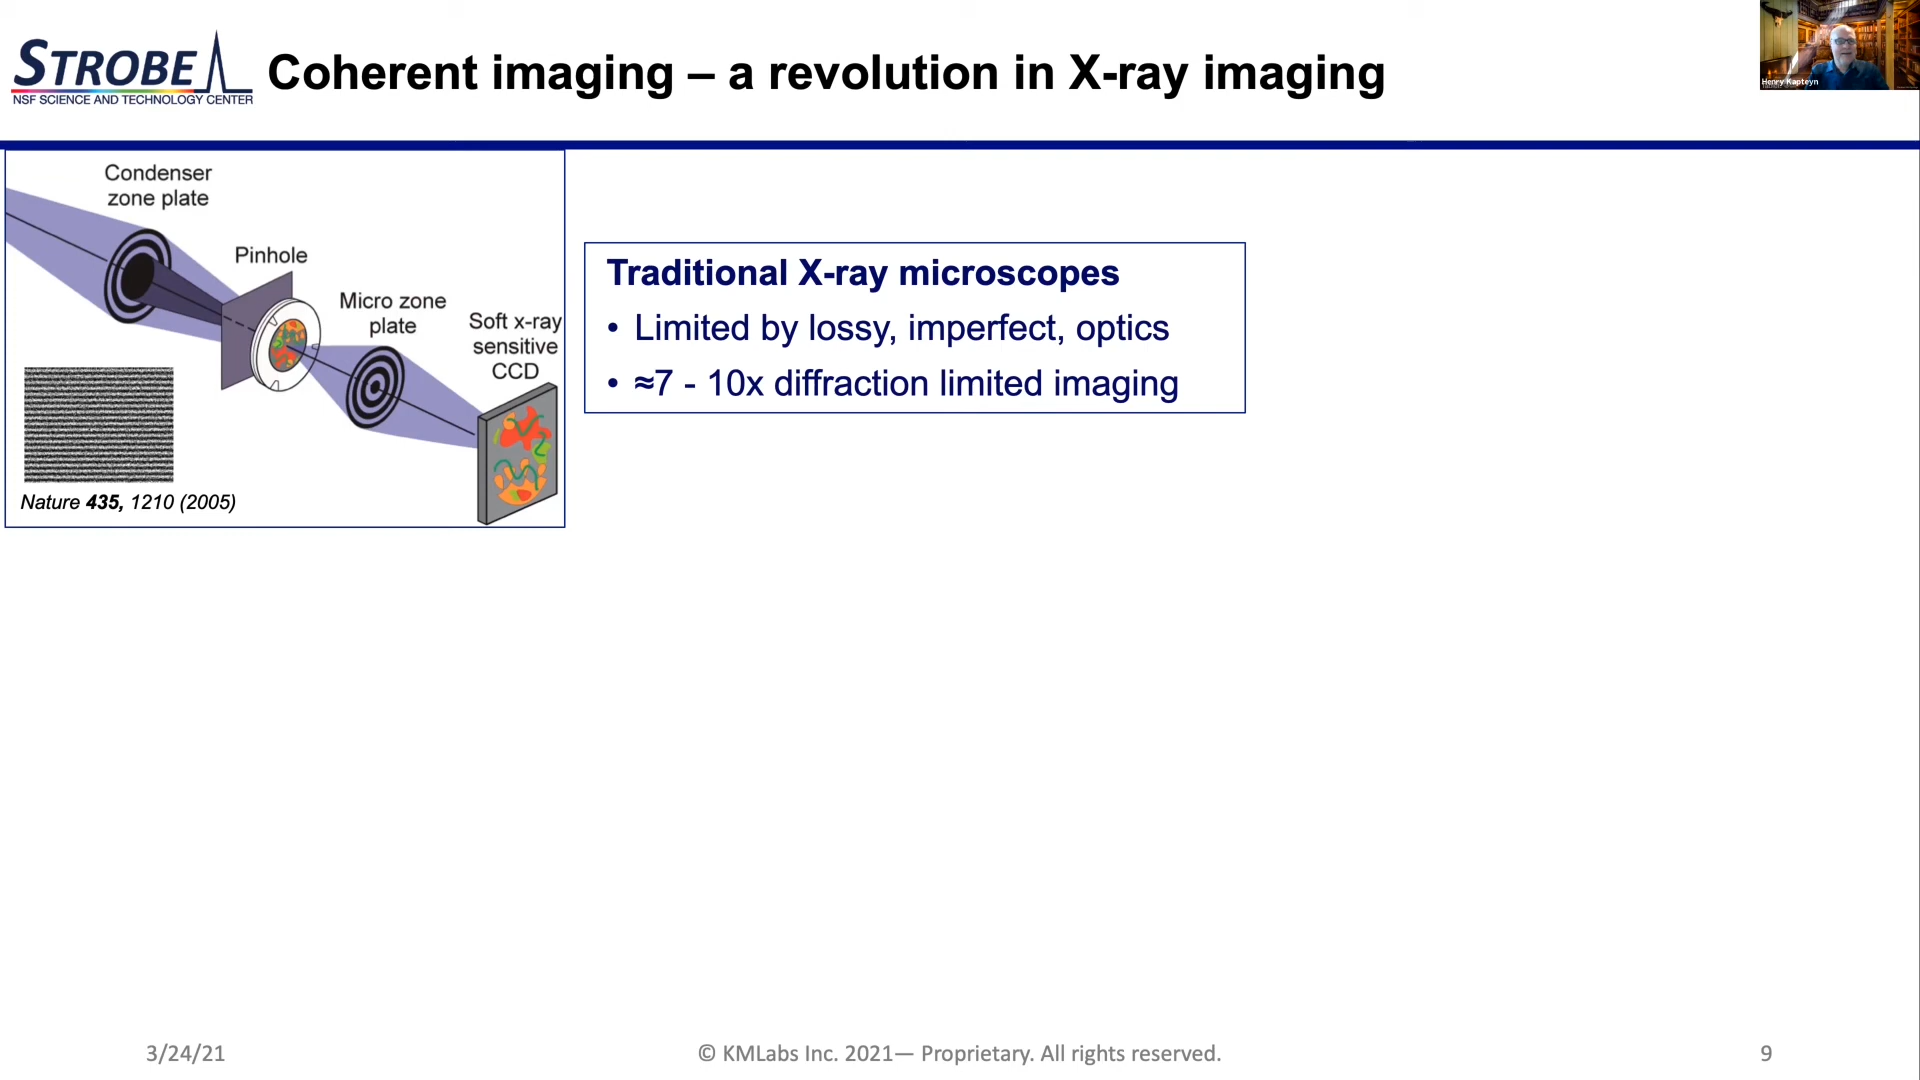 STROBE
NSF SCIENCE AND TECHNOLOGY CENTER
Coherent imaging – a revolution in X-ray imaging
Henry Kapteyn
Condenser
zone plate
Pinhole
Micro zone
plate
Soft x-ray
sensitive
CCD
Nature 435, 1210 (2005)
Traditional X-ray microscopes
• Limited by lossy, imperfect, optics
• ≈7 - 10x diffraction limited imaging
3/24/21
© KMLabs Inc. 2021— Proprietary. All rights reserved.
9